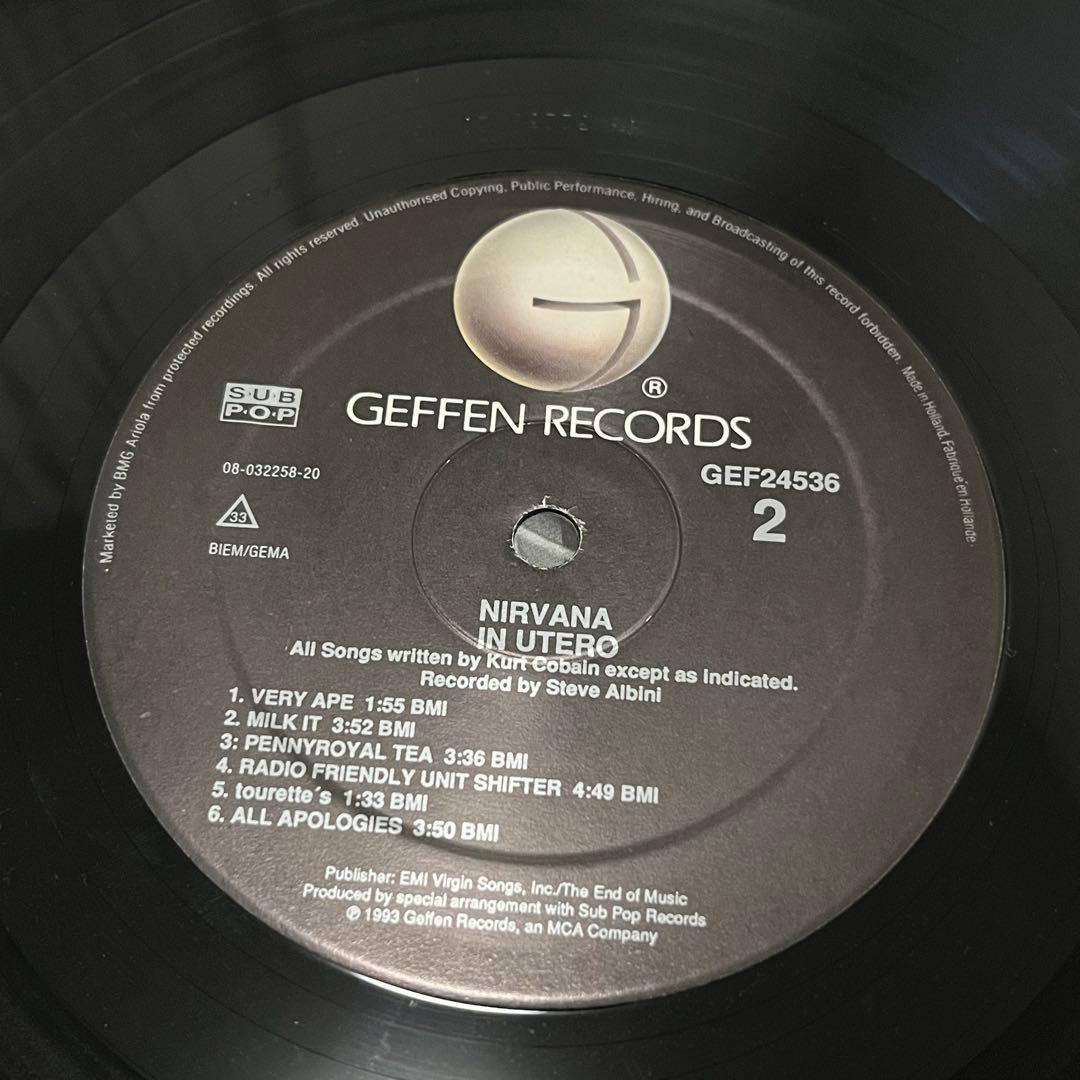 · Marketed by BMG Ariola from protected recordings. All rights reserved. Unauthorised Copying, Public Performance, Hiring, and Broadcasting of this record forbidden. Made in Holland. Fabriqué en Hollande ·
S·U·B
P·O·P
®
GEFFEN RECORDS
08-032258-20
GEF24536
33
2
BIEM/GEMA
NIRVANA
IN UTERO
All Songs written by Kurt Cobain except as indicated.
Recorded by Steve Albini
1. VERY APE 1:55 BMI
2. MILK IT 3:52 BMI
3: PENNYROYAL TEA 3:36 BMI
4. RADIO FRIENDLY UNIT SHIFTER 4:49 BMI
5. tourette's 1:33 BMI
6. ALL APOLOGIES 3:50 BMI
Publisher: EMI Virgin Songs, Inc./The End of Music
Produced by special arrangement with Sub Pop Records
℗ 1993 Geffen Records, an MCA Company